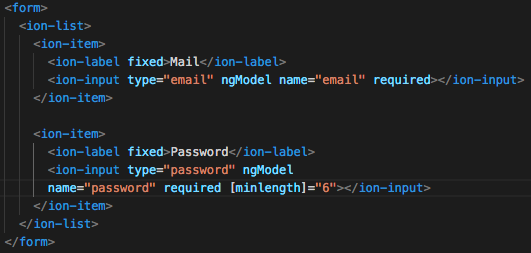 <form>
<ion-list>
<ion-item>
<ion-label fixed>Mail</ion-label>
<ion-input type="email" ngModel name="email" required></ion-input>
</ion-item>
<ion-item>
<ion-label fixed>Password</ion-label>
<ion-input type="password" ngModel
name="password" required [minlength]="6"></ion-input>
</ion-item>
</ion-list>
</form>